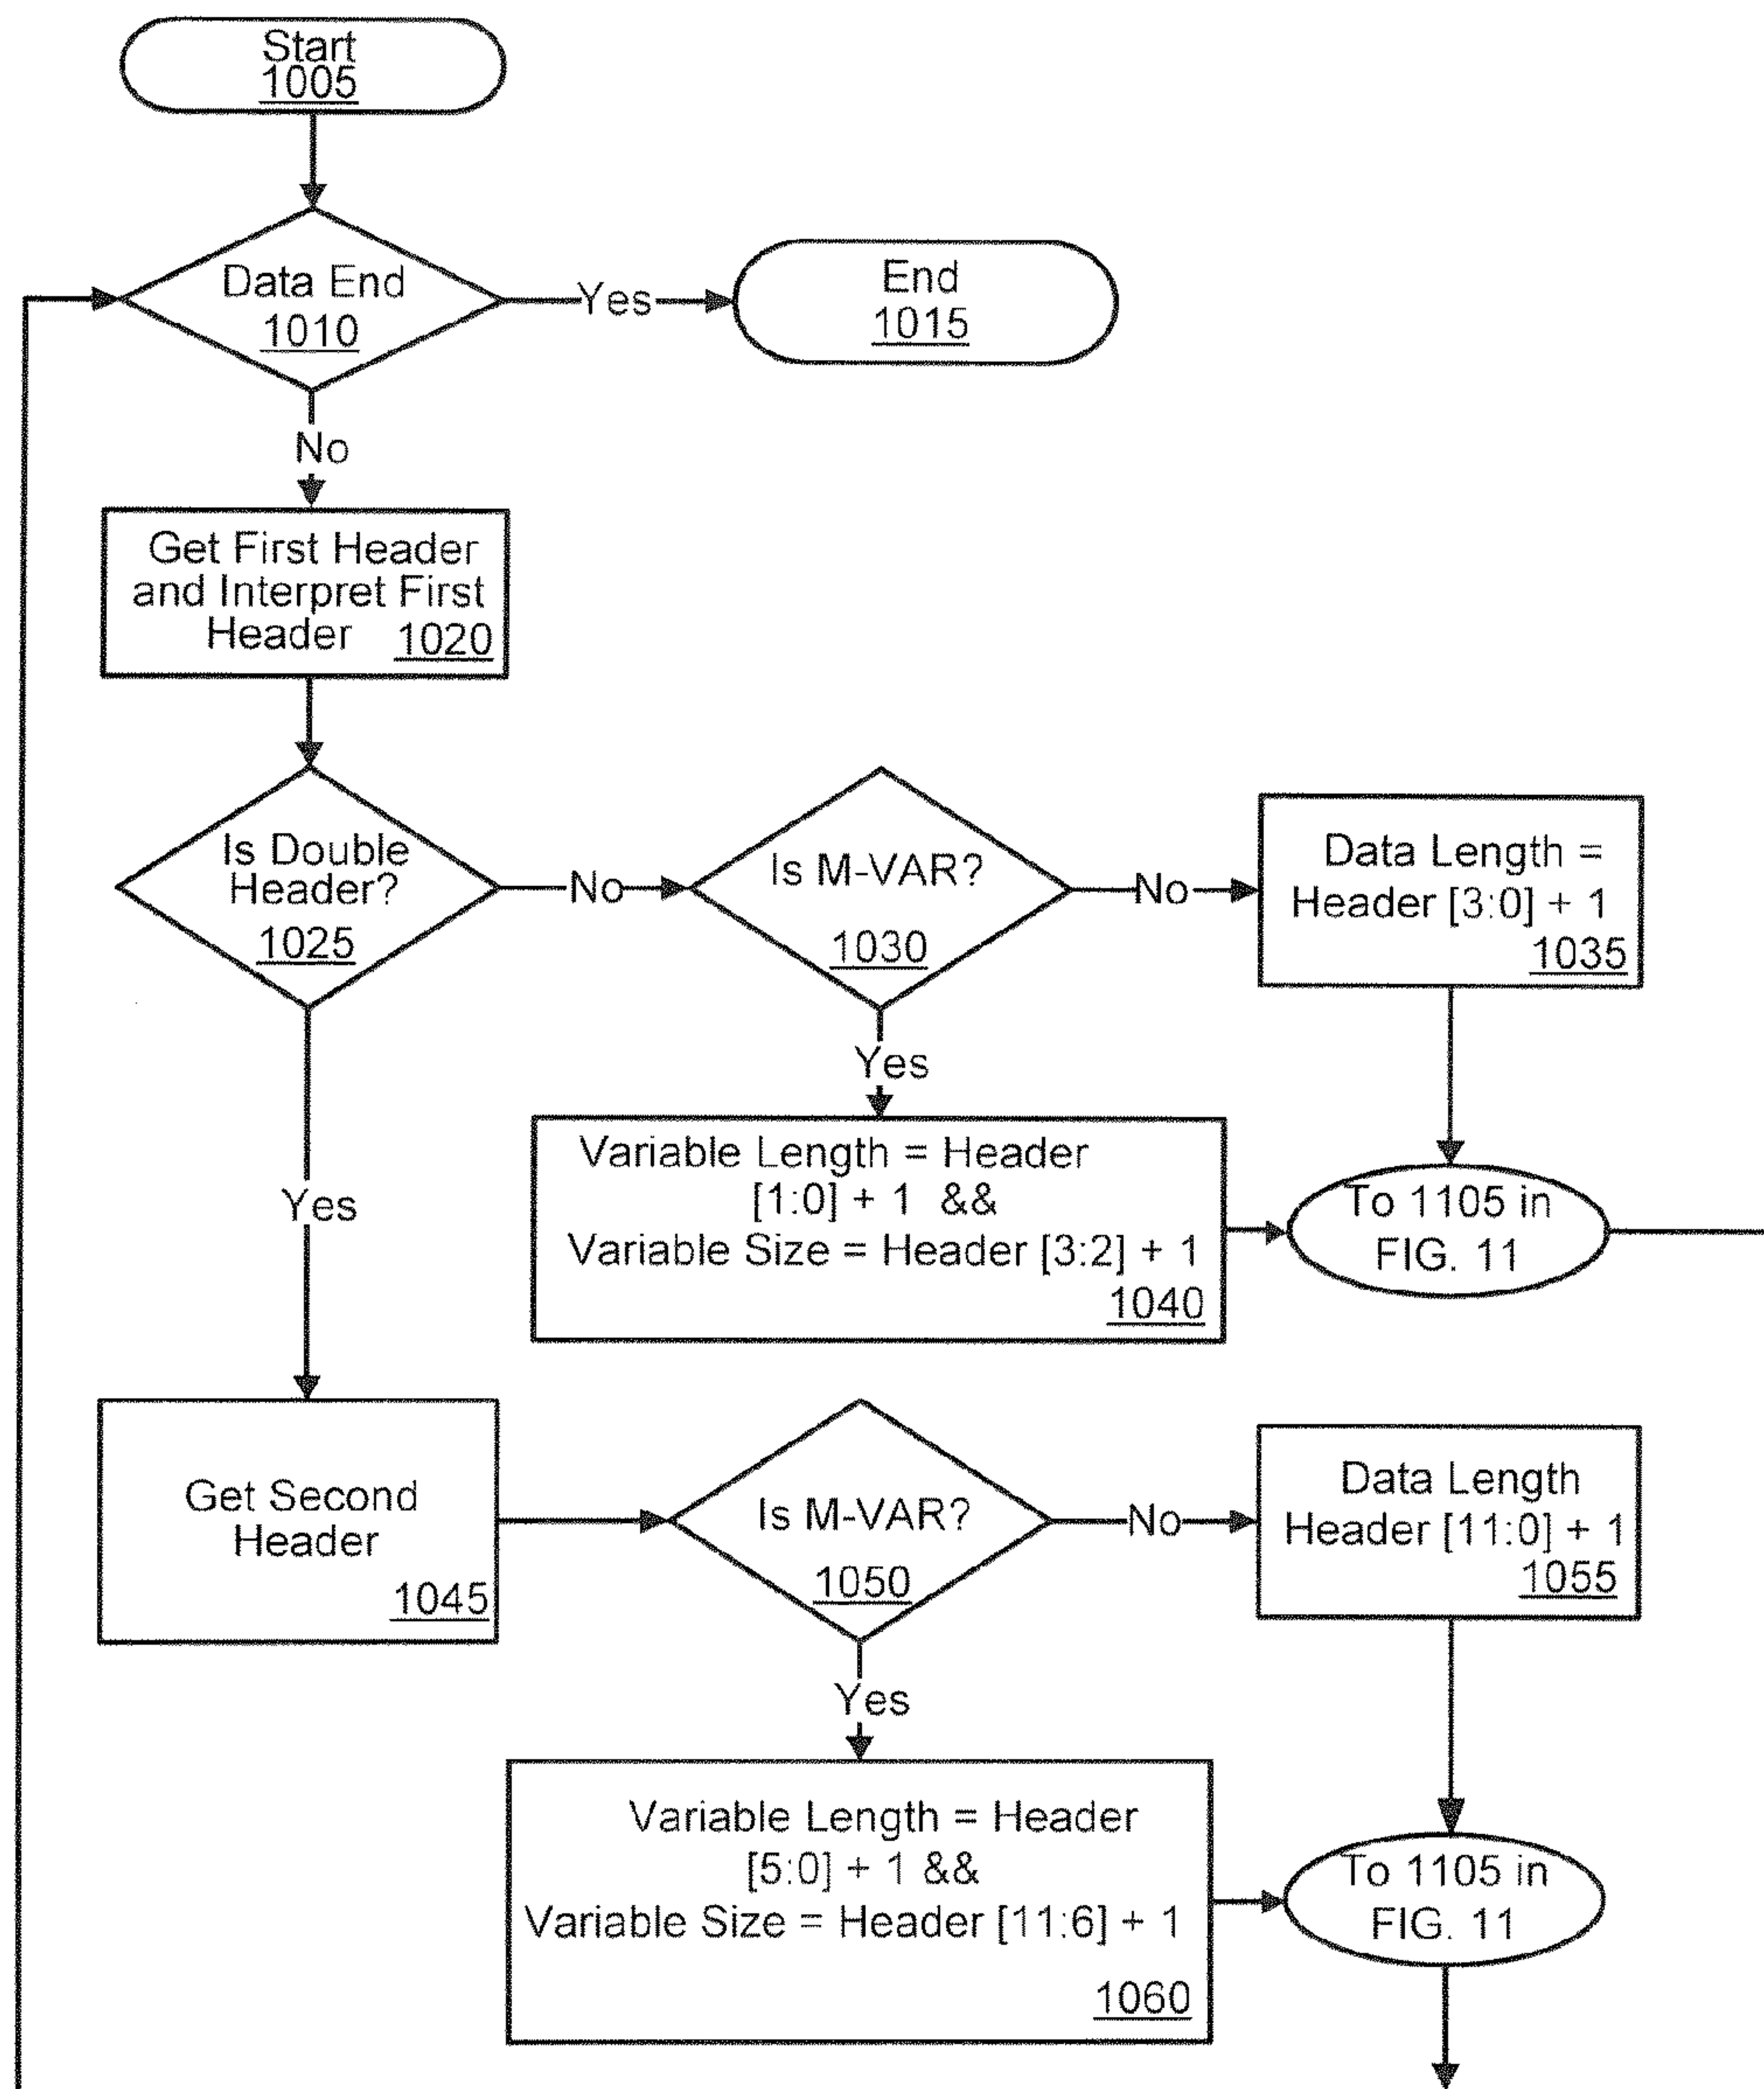 Start
1005
Data End
1010
Yes
End
1015
No
Get First Header
and Interpret First
Header 1020
Is Double
Header?
1025
No
Is M-VAR?
1030
No
Data Length =
Header [3:0] + 1
1035
Yes
Yes
Variable Length = Header
[1:0] + 1 &&
Variable Size = Header [3:2] + 1
1040
To 1105 in
FIG. 11
Get Second
Header
1045
Is M-VAR?
1050
No
Data Length
Header [11:0] + 1
1055
Yes
Variable Length = Header
[5:0] + 1 &&
Variable Size = Header [11:6] + 1
1060
To 1105 in
FIG. 11